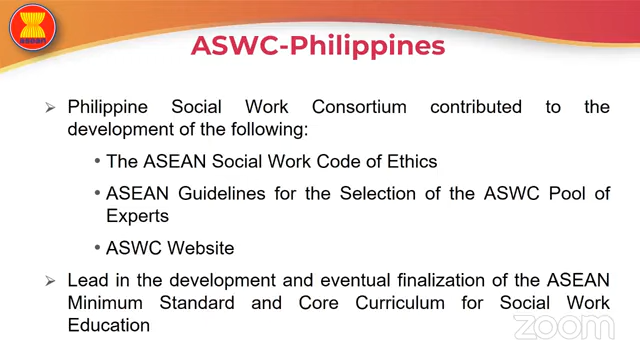 asean
ASWC-Philippines
➢ Philippine Social Work Consortium contributed to the
development of the following:
• The ASEAN Social Work Code of Ethics
• ASEAN Guidelines for the Selection of the ASWC Pool of
Experts
• ASWC Website
➢ Lead in the development and eventual finalization of the ASEAN
Minimum Standard and Core Curriculum for Social Work
Education
zoom